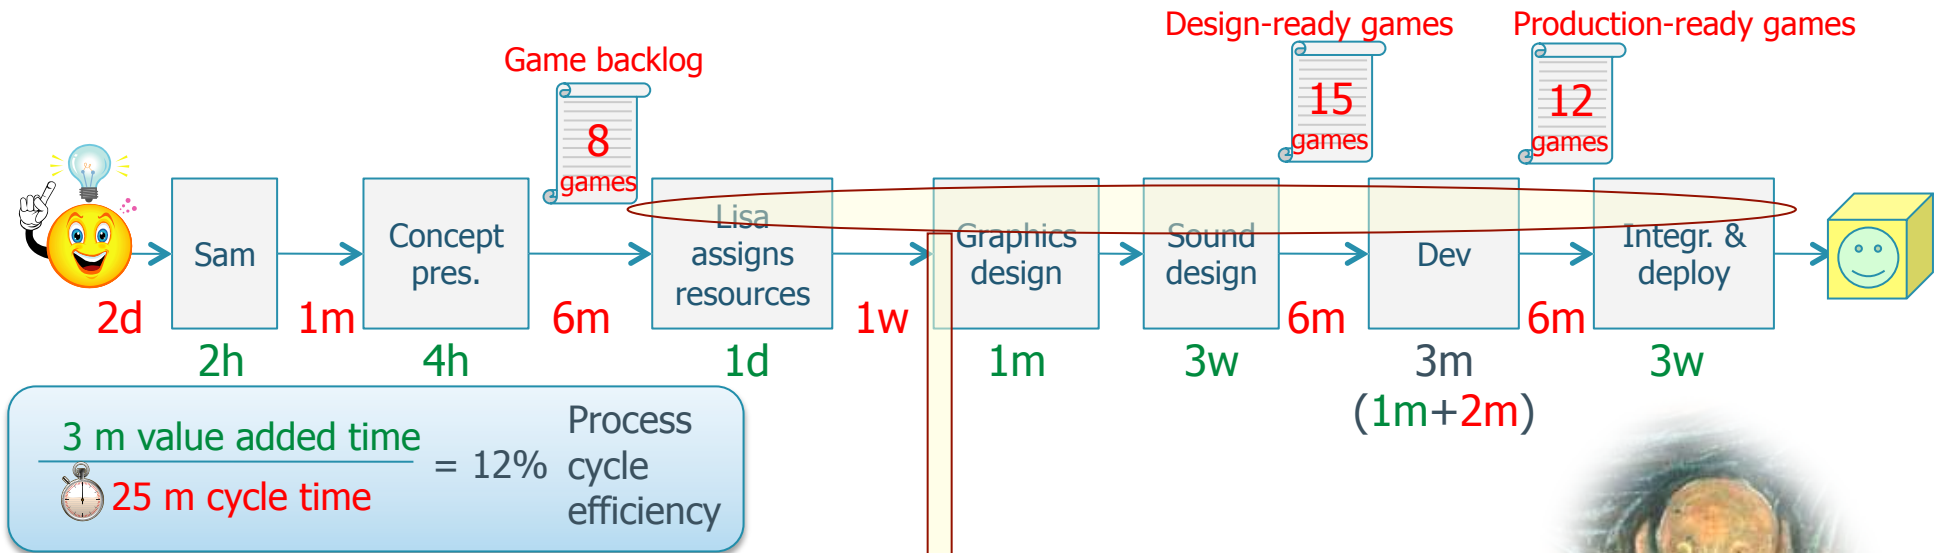 Design-ready games
Production-ready games
Game backlog
15
games
12
games
8
games
Sam
Concept
pres.
Lisa
assigns
resources
Graphics
design
Sound
design
Dev
Integr. &
deploy
2d
1m
6m
1w
6m
6m
2h
4h
1d
1m
3w
3m
3w
(1m+2m)
3 m value added time
25 m cycle time
= 12%
Process
cycle
efficiency